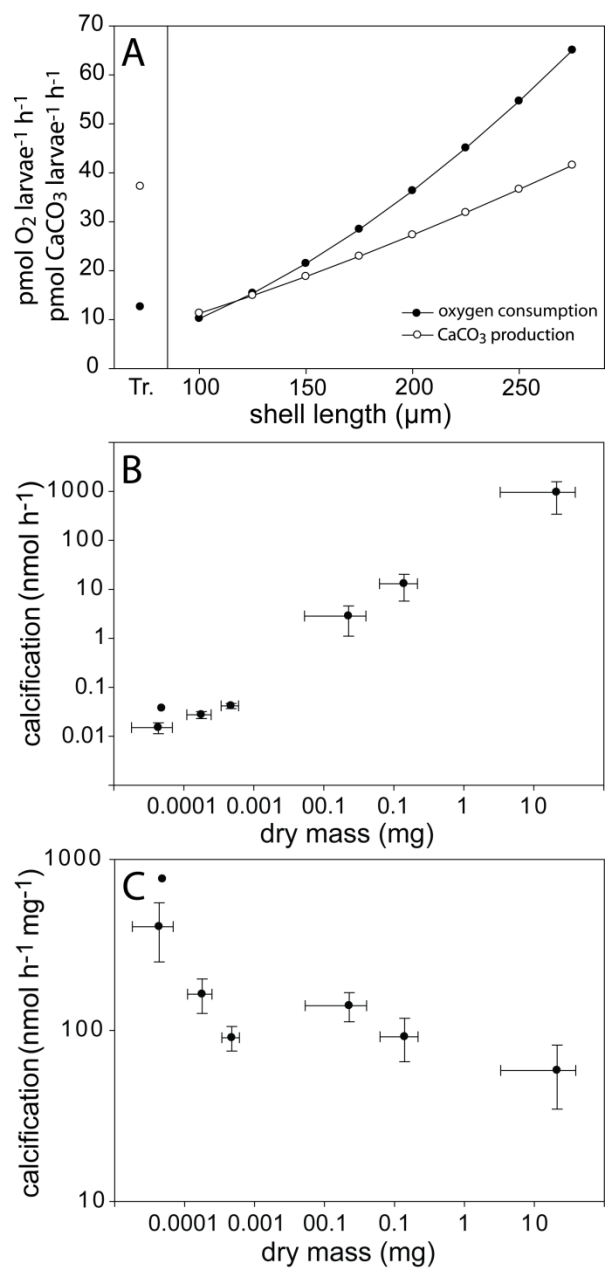 A
pmol O₂ larvae⁻¹ h⁻¹
pmol CaCO₃ larvae⁻¹ h⁻¹
70
60
50
40
30
20
10
0
oxygen consumption
CaCO₃ production
Tr. 100 150 200 250
shell length (µm)
B
calcification (nmol h⁻¹)
1000
100
10
1
0.1
0.01
0.0001 0.001 00.1 0.1 1 10
dry mass (mg)
C
calcification (nmol h⁻¹ mg⁻¹)
1000
100
10
0.0001 0.001 00.1 0.1 1 10
dry mass (mg)